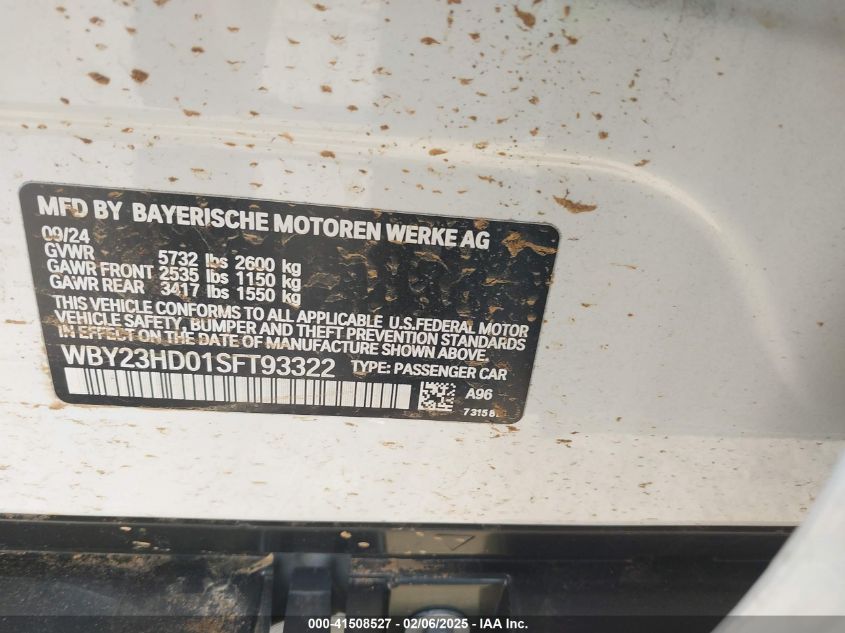 MFD BY BAYERISCHE MOTOREN WERKE AG
09/24
GVWR 5732 lbs 2600 kg
GAWR FRONT 2535 lbs 1150 kg
GAWR REAR 3417 lbs 1550 kg
THIS VEHICLE CONFORMS TO ALL APPLICABLE U.S.FEDERAL MOTOR
VEHICLE SAFETY, BUMPER AND THEFT PREVENTION STANDARDS
IN EFFECT ON THE DATE OF MANUFACTURE SHOWN ABOVE.
WBY23HD01SFT93322 TYPE: PASSENGER CAR
A96
73158
000-41508527 - 02/06/2025 - IAA Inc.